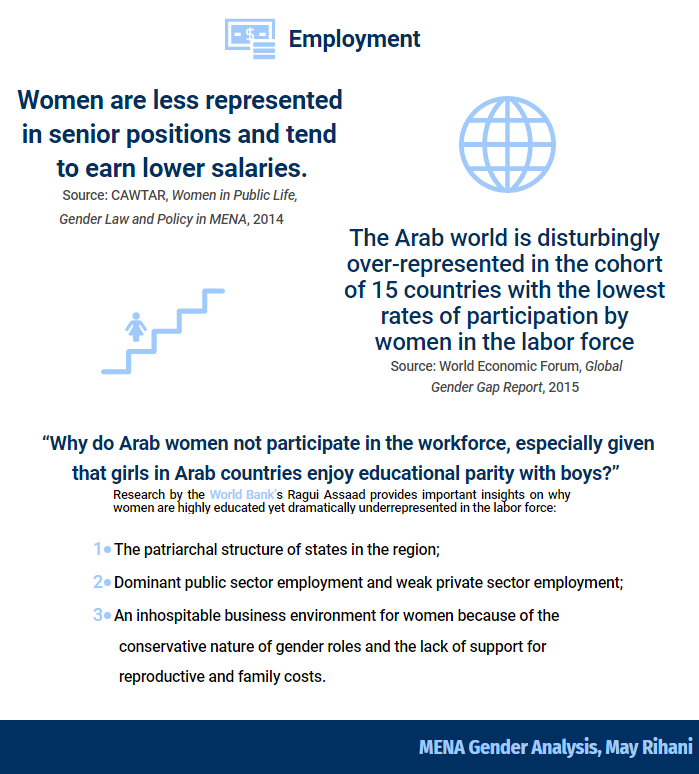 Employment
Women are less represented
in senior positions and tend
to earn lower salaries.
Source: CAWTAR, Women in Public Life,
Gender Law and Policy in MENA, 2014
The Arab world is disturbingly
over-represented in the cohort
of 15 countries with the lowest
rates of participation by
women in the labor force
Source: World Economic Forum, Global
Gender Gap Report, 2015
“Why do Arab women not participate in the workforce, especially given
that girls in Arab countries enjoy educational parity with boys?”
Research by the World Bank's Ragui Assaad provides important insights on why
women are highly educated yet dramatically underrepresented in the labor force:
1• The patriarchal structure of states in the region;
2• Dominant public sector employment and weak private sector employment;
3• An inhospitable business environment for women because of the
conservative nature of gender roles and the lack of support for
reproductive and family costs.
MENA Gender Analysis, May Rihani